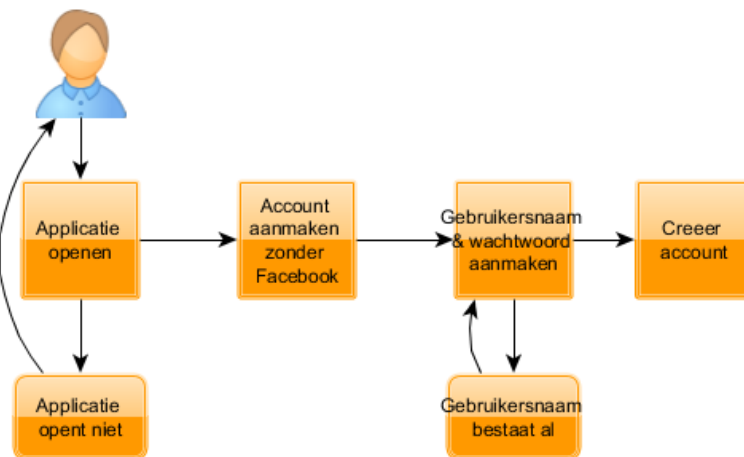 Applicatie
openen
Account
aanmaken
zonder
Facebook
Gebruikersnaam
& wachtwoord
aanmaken
Creeer
account
Applicatie
opent niet
Gebruikersnaam
bestaat al